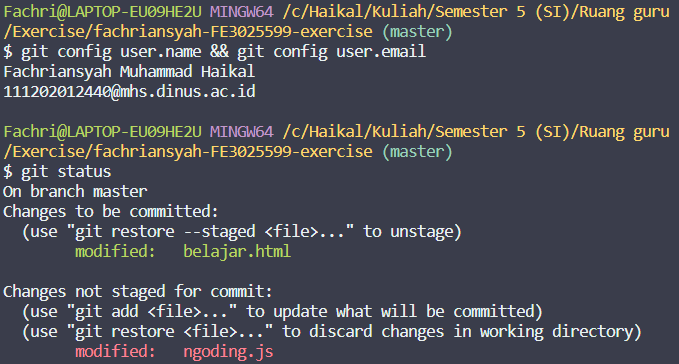 Fachri@LAPTOP-EU09HE2U MINGW64 /c/Haikal/Kuliah/Semester 5 (SI)/Ruang guru
/Exercise/fachriansyah-FE3025599-exercise (master)
$ git config user.name && git config user.email
Fachriansyah Muhammad Haikal
111202012440@mhs.dinus.ac.id
Fachri@LAPTOP-EU09HE2U MINGW64 /c/Haikal/Kuliah/Semester 5 (SI)/Ruang guru
/Exercise/fachriansyah-FE3025599-exercise (master)
$ git status
On branch master
Changes to be committed:
  (use "git restore --staged <file>..." to unstage)
        modified:   belajar.html
Changes not staged for commit:
  (use "git add <file>..." to update what will be committed)
  (use "git restore <file>..." to discard changes in working directory)
        modified:   ngoding.js